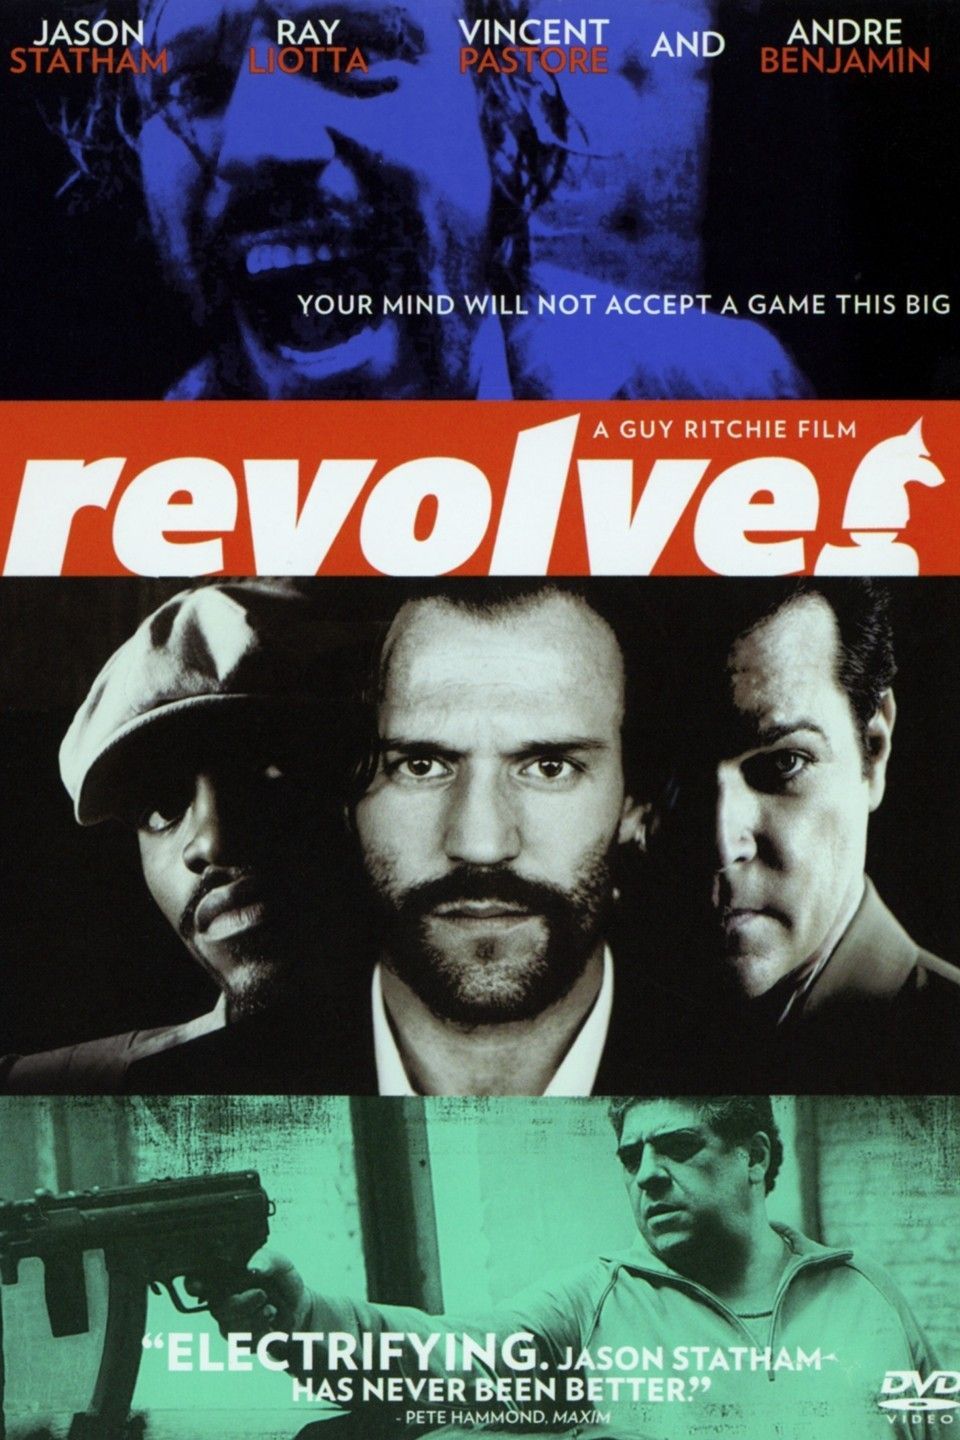 JASON STATHAM
RAY LIOTTA
VINCENT PASTORE
AND
ANDRE BENJAMIN
YOUR MIND WILL NOT ACCEPT A GAME THIS BIG
A GUY RITCHIE FILM
revolver
“ELECTRIFYING. JASON STATHAM
HAS NEVER BEEN BETTER.”
- PETE HAMMOND, MAXIM
DVD
VIDEO